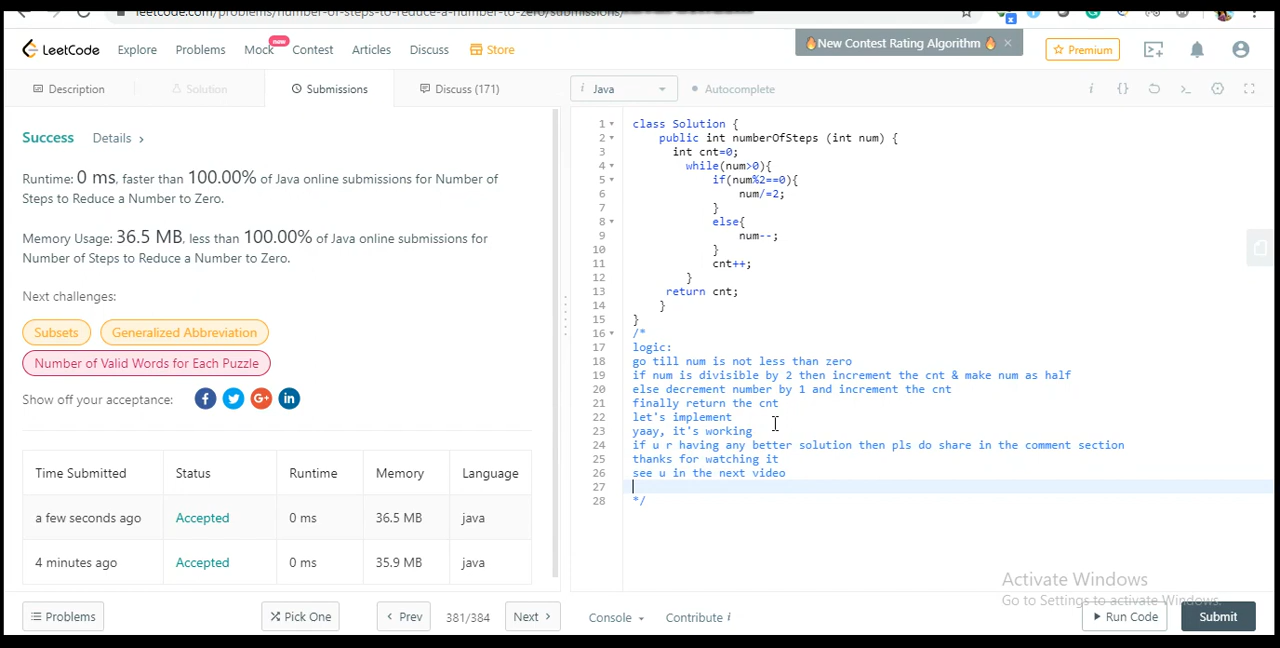 leetcode.com/problems/number-of-steps-to-reduce-a-number-to-zero/submissions/
LeetCode Explore Problems Mock new Contest Articles Discuss Store
🔥New Contest Rating Algorithm 🔥 ×
Premium
Description Solution Submissions Discuss (171)
i Java Autocomplete
Success Details ›
Runtime: 0 ms, faster than 100.00% of Java online submissions for Number of
Steps to Reduce a Number to Zero.
Memory Usage: 36.5 MB, less than 100.00% of Java online submissions for
Number of Steps to Reduce a Number to Zero.
Next challenges:
Subsets Generalized Abbreviation
Number of Valid Words for Each Puzzle
Show off your acceptance:
Time Submitted Status Runtime Memory Language
a few seconds ago Accepted 0 ms 36.5 MB java
4 minutes ago Accepted 0 ms 35.9 MB java
1 class Solution {
2 public int numberOfSteps (int num) {
3 int cnt=0;
4 while(num>0){
5 if(num%2==0){
6 num/=2;
7 }
8 else{
9 num--;
10 }
11 cnt++;
12 }
13 return cnt;
14 }
15 }
16 /*
17 logic:
18 go till num is not less than zero
19 if num is divisible by 2 then increment the cnt & make num as half
20 else decrement number by 1 and increment the cnt
21 finally return the cnt
22 let's implement
23 yaay, it's working
24 if u r having any better solution then pls do share in the comment section
25 thanks for watching it
26 see u in the next video
27
28 */
Activate Windows
Go to Settings to activate Windows.
Problems Pick One ‹ Prev 381/384 Next › Console Contribute i Run Code Submit